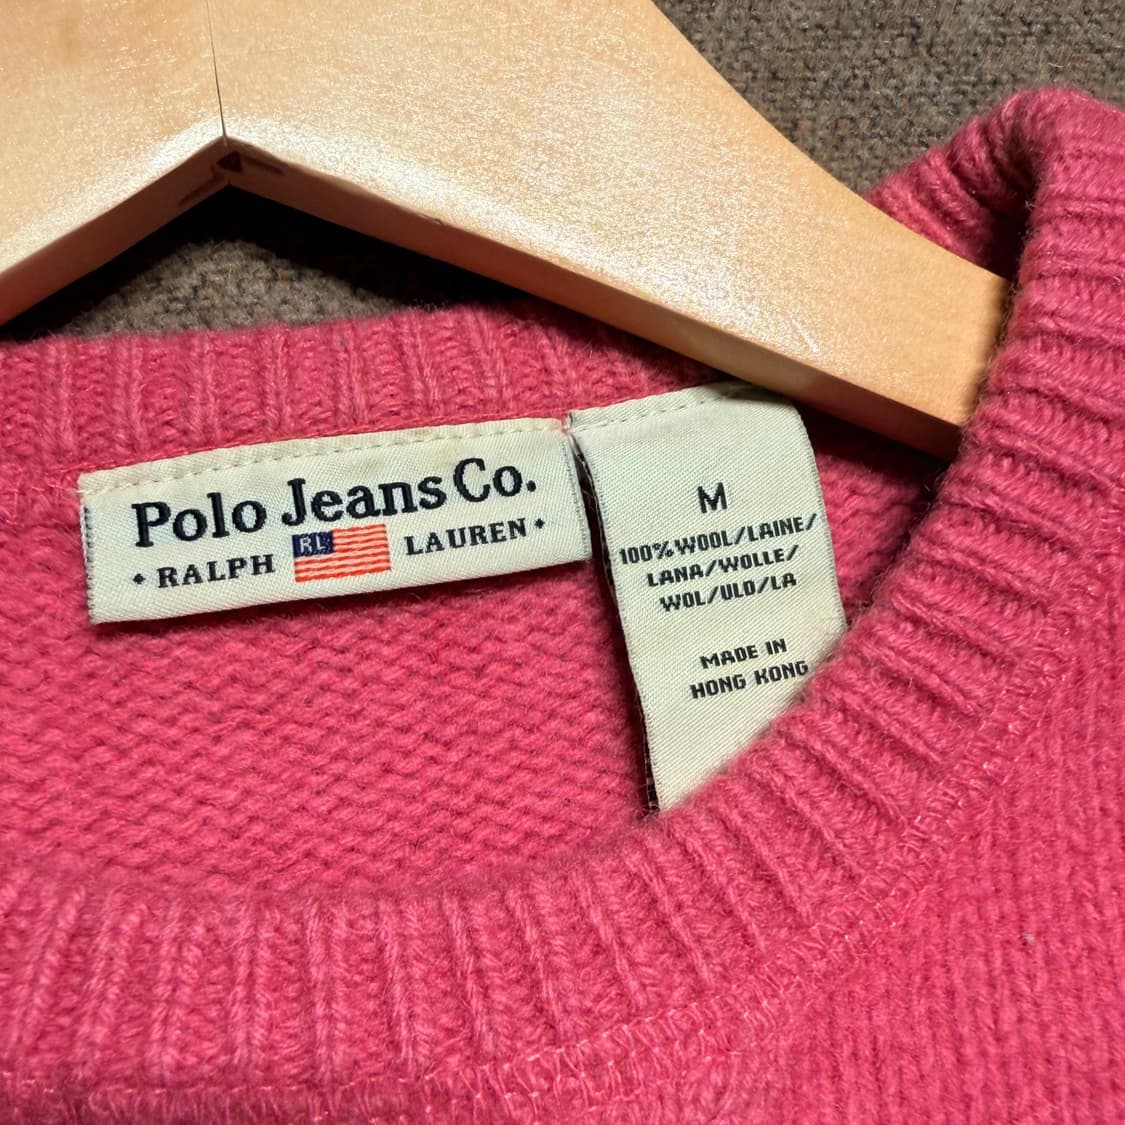 Polo Jeans Co.
RALPH RL LAUREN
M
100%WOOL/LAINE/
LANA/WOLLE/
WOL/ULD/LA
MADE IN
HONG KONG